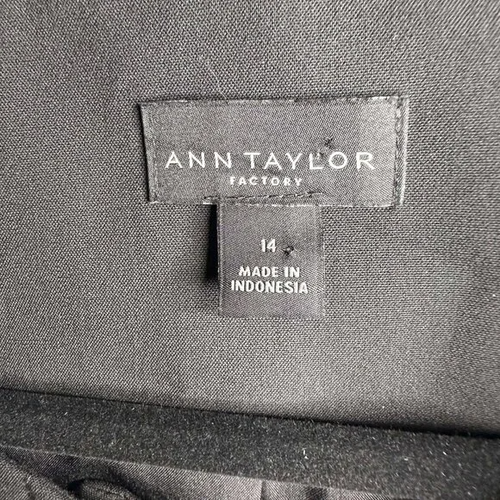 ANN TAYLOR
FACTORY
14
MADE IN
INDONESIA